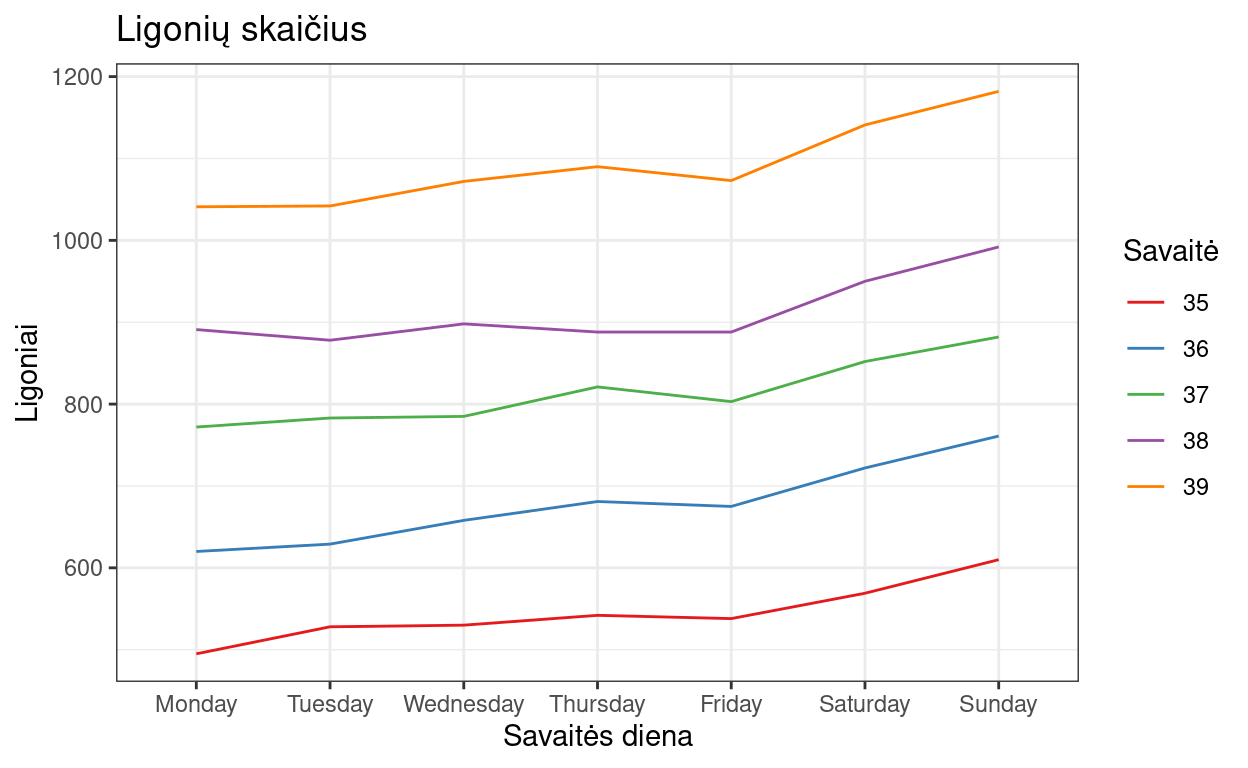 Ligonių skaičius
1200
1000
800
600
Ligoniai
Monday Tuesday Wednesday Thursday Friday Saturday Sunday
Savaitės diena
Savaitė
35
36
37
38
39